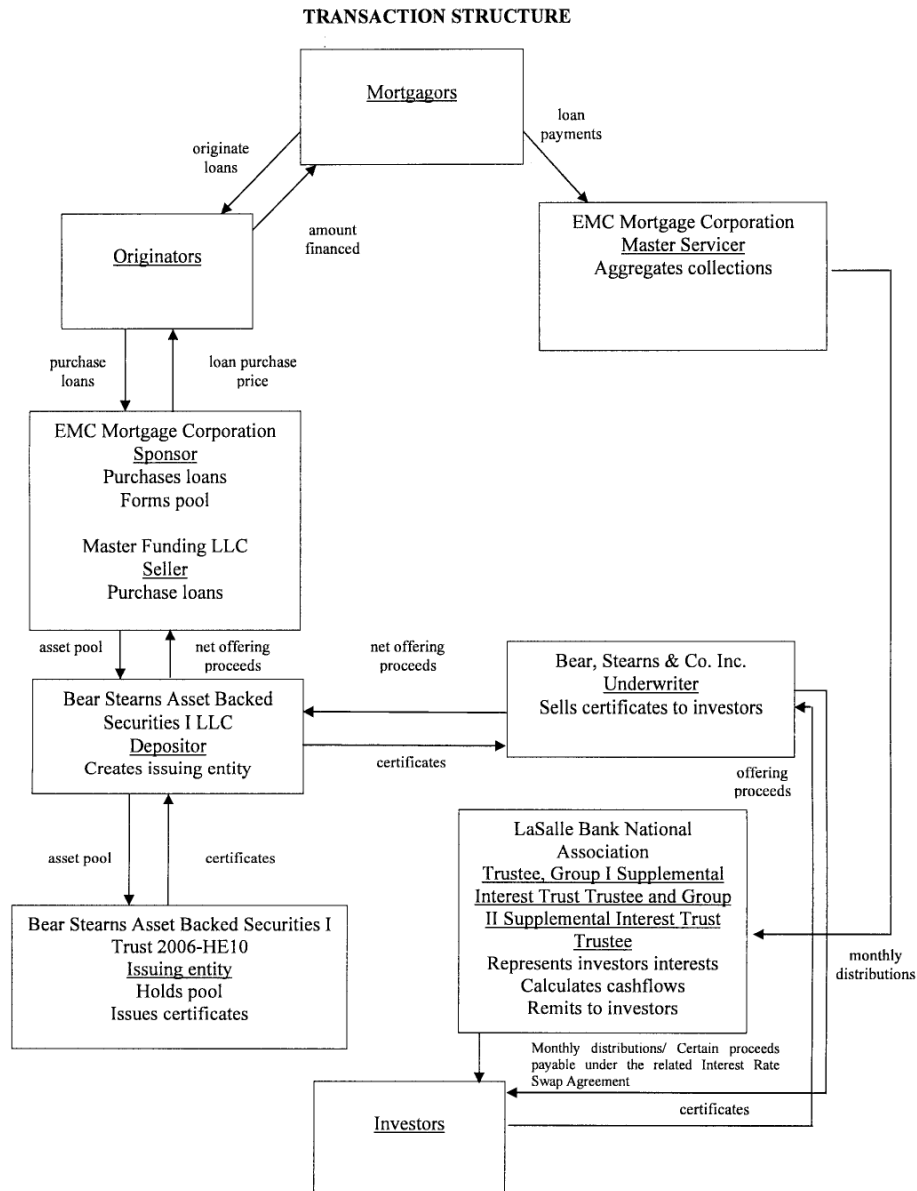 TRANSACTION STRUCTURE
Mortgagors
loan
payments
originate
loans
amount
financed
Originators
EMC Mortgage Corporation
Master Servicer
Aggregates collections
purchase
loans
loan purchase
price
EMC Mortgage Corporation
Sponsor
Purchases loans
Forms pool
Master Funding LLC
Seller
Purchase loans
asset pool
net offering
proceeds
net offering
proceeds
Bear, Stearns & Co. Inc.
Underwriter
Sells certificates to investors
Bear Stearns Asset Backed
Securities I LLC
Depositor
Creates issuing entity
certificates
offering
proceeds
asset pool
certificates
LaSalle Bank National
Association
Trustee, Group I Supplemental
Interest Trust Trustee and Group
II Supplemental Interest Trust
Trustee
Represents investors interests
Calculates cashflows
Remits to investors
monthly
distributions
Bear Stearns Asset Backed Securities I
Trust 2006-HE10
Issuing entity
Holds pool
Issues certificates
Monthly distributions/ Certain proceeds
payable under the related Interest Rate
Swap Agreement
certificates
Investors